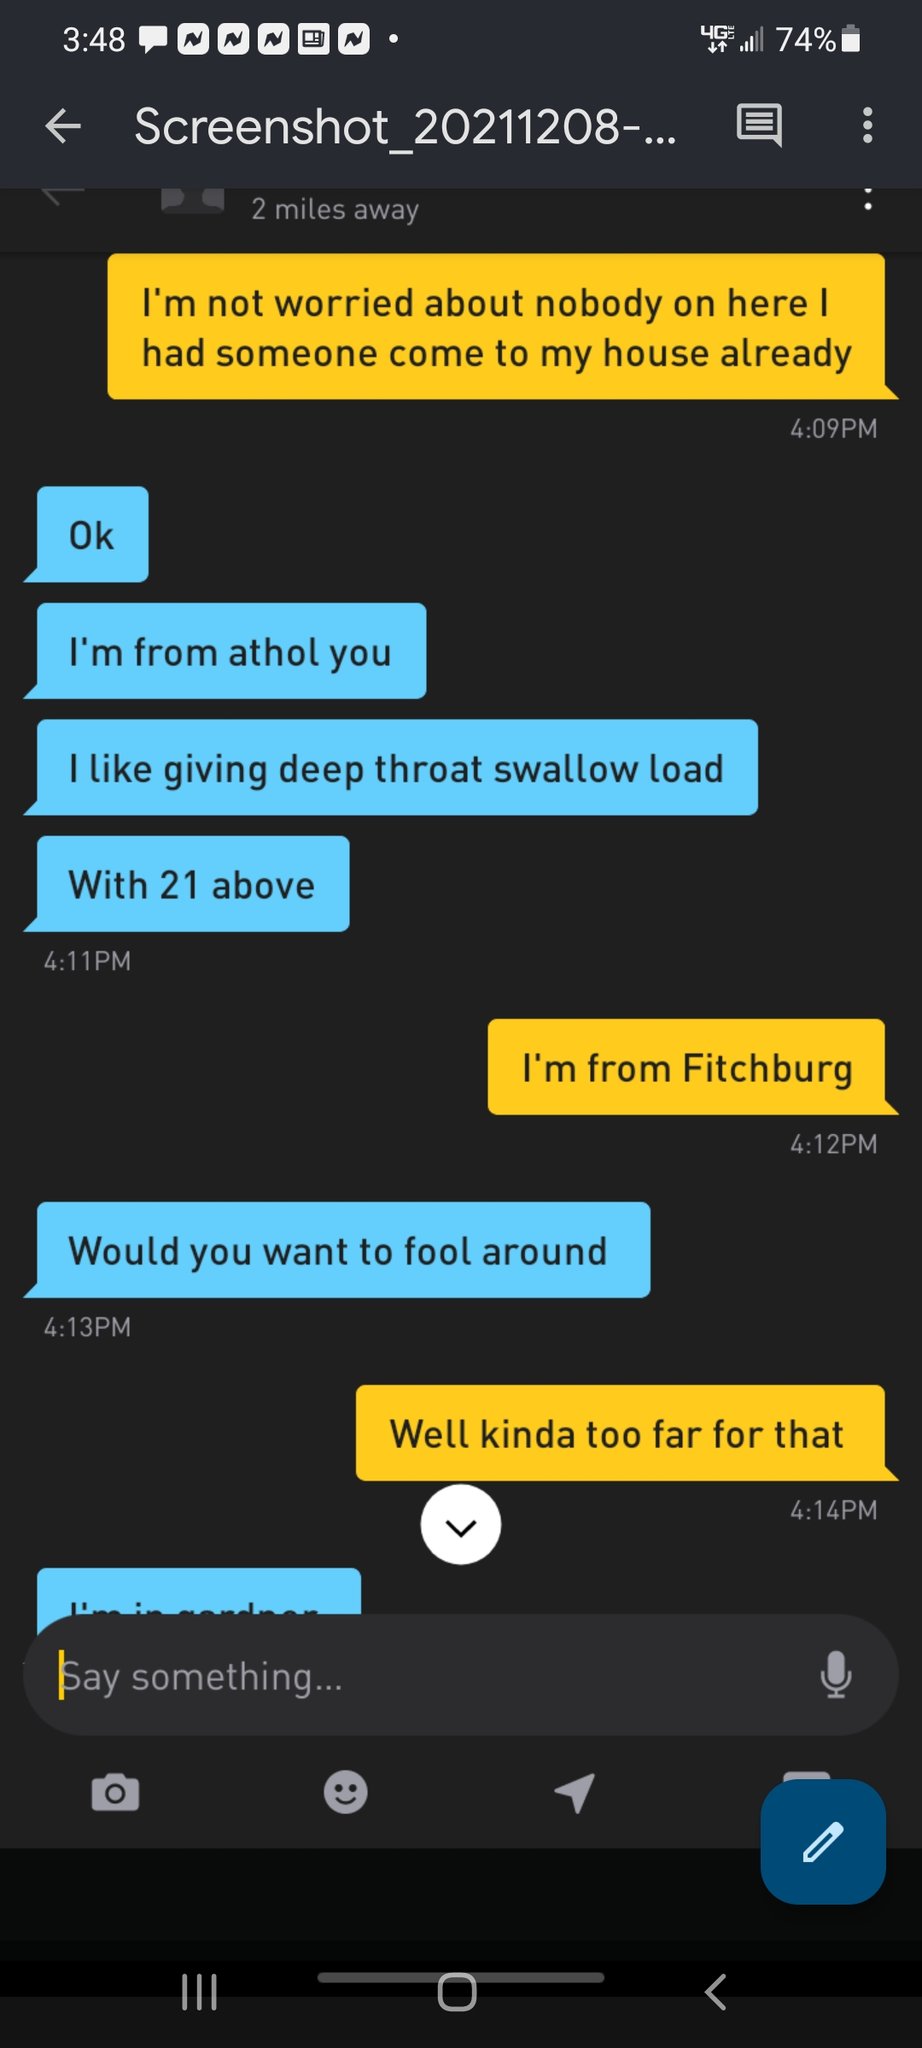 3:48
4G 74%
Screenshot_20211208-...
2 miles away
I'm not worried about nobody on here I
had someone come to my house already
4:09PM
Ok
I'm from athol you
I like giving deep throat swallow load
With 21 above
4:11PM
I'm from Fitchburg
4:12PM
Would you want to fool around
4:13PM
Well kinda too far for that
4:14PM
I'm in gardner
Say something...